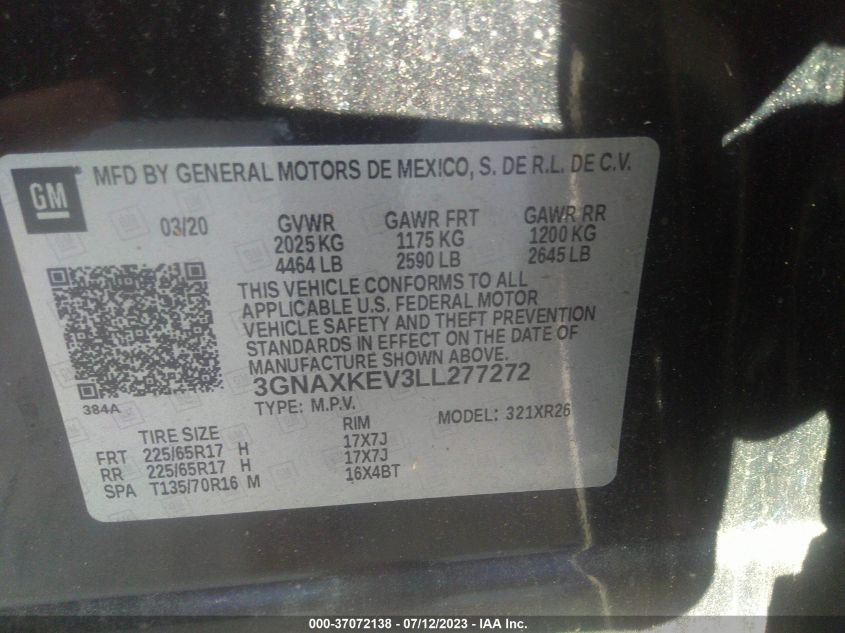 GM
MFD BY GENERAL MOTORS DE MEXICO, S. DE R.L. DE C.V.
03/20
GVWR GAWR FRT GAWR RR
2025 KG 1175 KG 1200 KG
4464 LB 2590 LB 2645 LB
THIS VEHICLE CONFORMS TO ALL
APPLICABLE U.S. FEDERAL MOTOR
VEHICLE SAFETY AND THEFT PREVENTION
STANDARDS IN EFFECT ON THE DATE OF
MANUFACTURE SHOWN ABOVE.
3GNAXKEV3LL277272
384A
TYPE: M.P.V. MODEL: 321XR26
TIRE SIZE RIM
FRT 225/65R17 H 17X7J
RR 225/65R17 H 17X7J
SPA T135/70R16 M 16X4BT
000-37072138 - 07/12/2023 - IAA Inc.